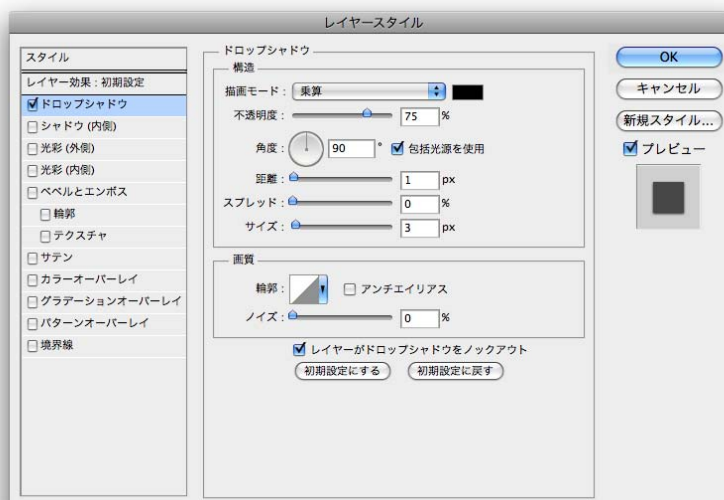 レイヤースタイル
スタイル
レイヤー効果 : 初期設定
ドロップシャドウ
シャドウ (内側)
光彩 (外側)
光彩 (内側)
ベベルとエンボス
輪郭
テクスチャ
サテン
カラーオーバーレイ
グラデーションオーバーレイ
パターンオーバーレイ
境界線
ドロップシャドウ
構造
描画モード : 乗算
不透明度 : 75 %
角度 : 90 ° 包括光源を使用
距離 : 1 px
スプレッド : 0 %
サイズ : 3 px
画質
輪郭 : アンチエイリアス
ノイズ : 0 %
レイヤーがドロップシャドウをノックアウト
初期設定にする 初期設定に戻す
OK
キャンセル
新規スタイル...
プレビュー